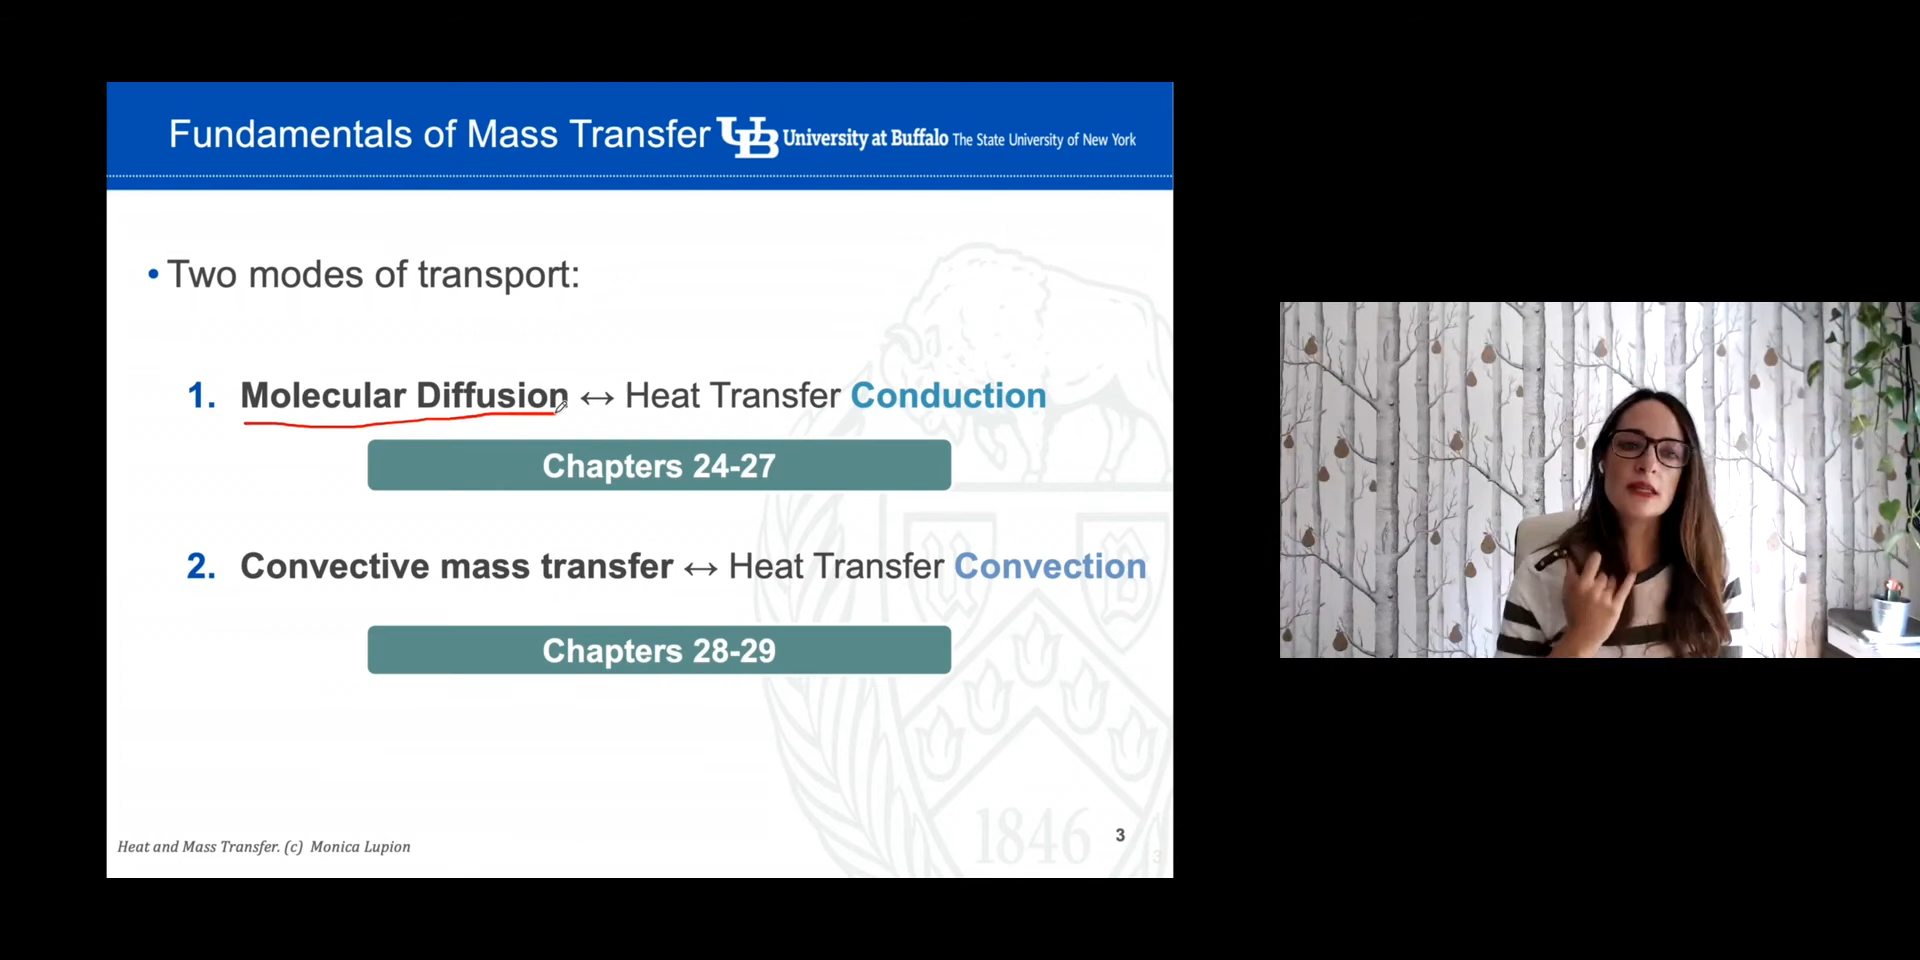 Fundamentals of Mass Transfer UB University at Buffalo The State University of New York
• Two modes of transport:
1. Molecular Diffusion ↔ Heat Transfer Conduction
Chapters 24-27
2. Convective mass transfer ↔ Heat Transfer Convection
Chapters 28-29
1846
Heat and Mass Transfer. (c) Monica Lupion
3
3